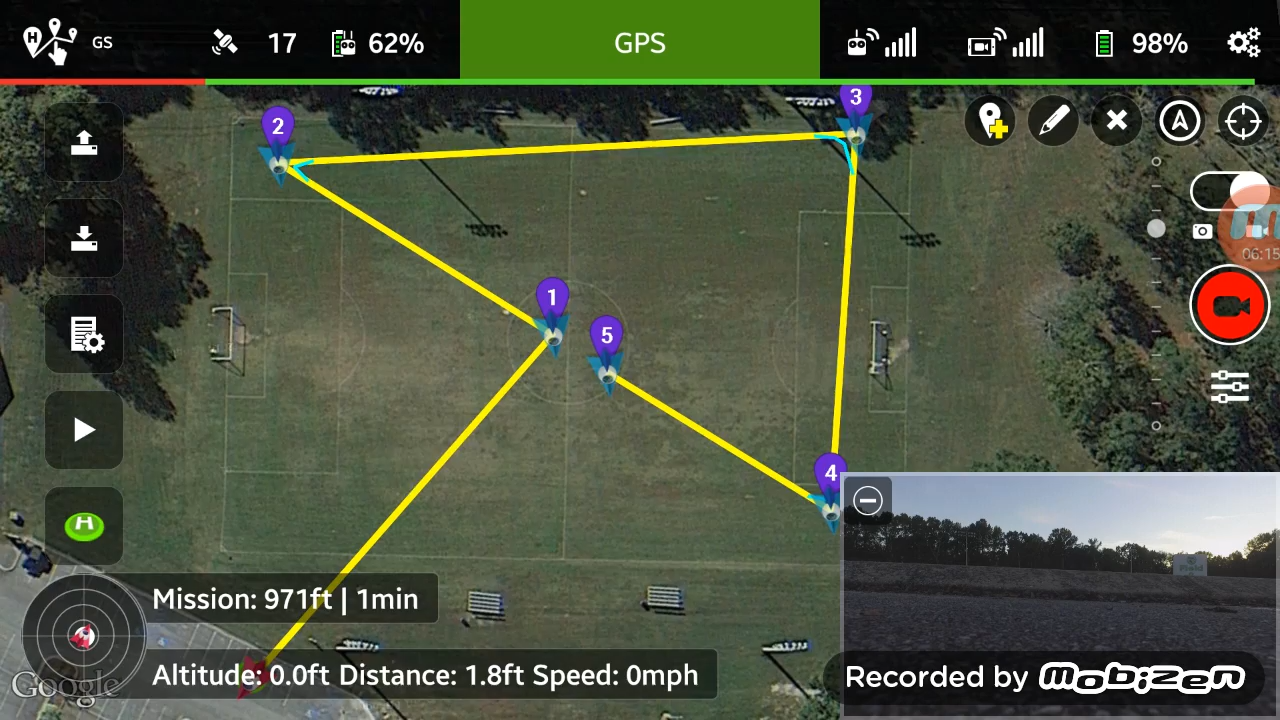 GS
17
62%
GPS
98%
2
3
1
5
4
06:15
Mission: 971ft | 1min
Altitude: 0.0ft Distance: 1.8ft Speed: 0mph
Google
Field
Recorded by mobizen